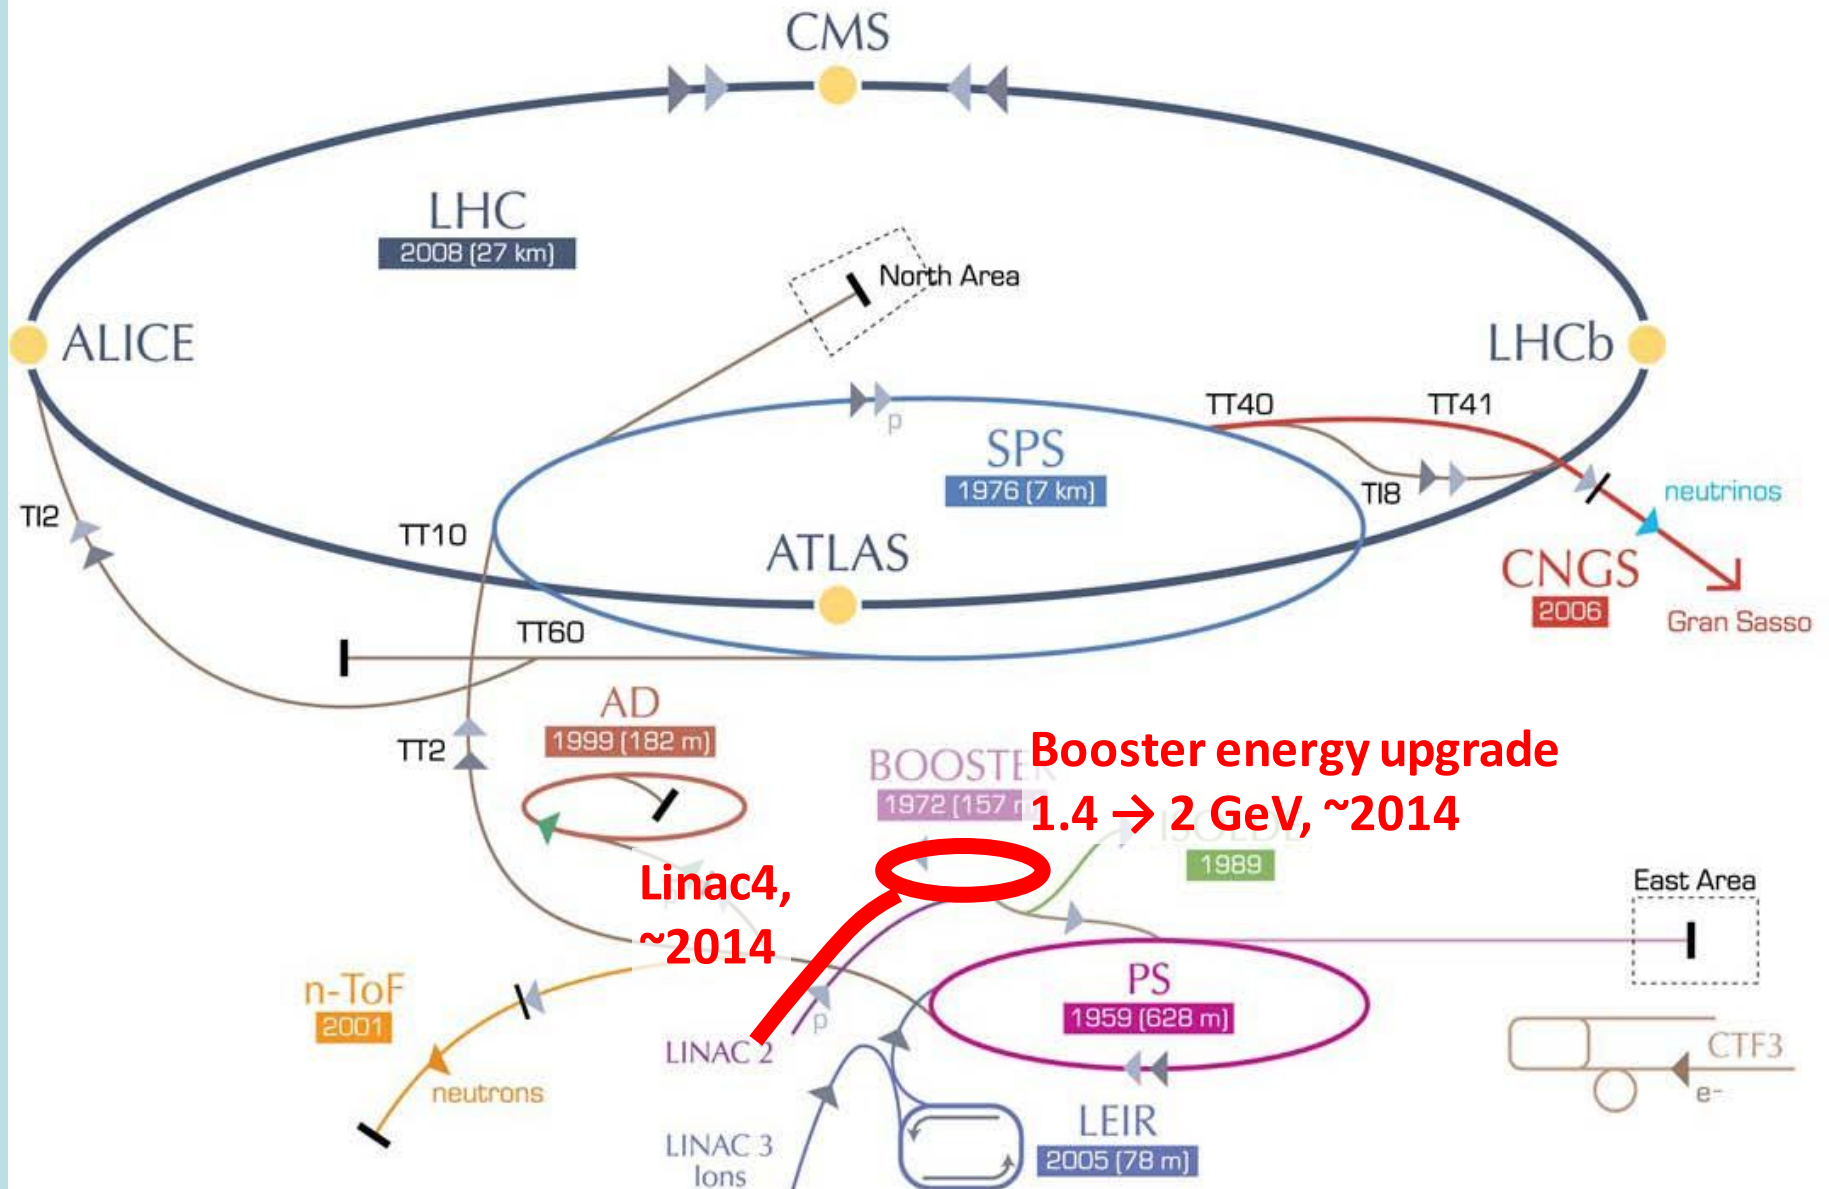 CMS
LHC
2008 (27 km)
North Area
ALICE
LHCb
TT40
TT41
p
SPS
1976 (7 km)
TI8
neutrinos
TI2
TT10
ATLAS
CNGS
2006
Gran Sasso
TT60
AD
1999 (182 m)
TT2
BOOSTER
1972 (157 m
Booster energy upgrade
1.4 → 2 GeV, ~2014
1989
Linac4,
~2014
East Area
n-ToF
2001
neutrons
p
LINAC 2
PS
1959 (628 m)
CTF3
e-
LEIR
2005 (78 m)
LINAC 3
Ions